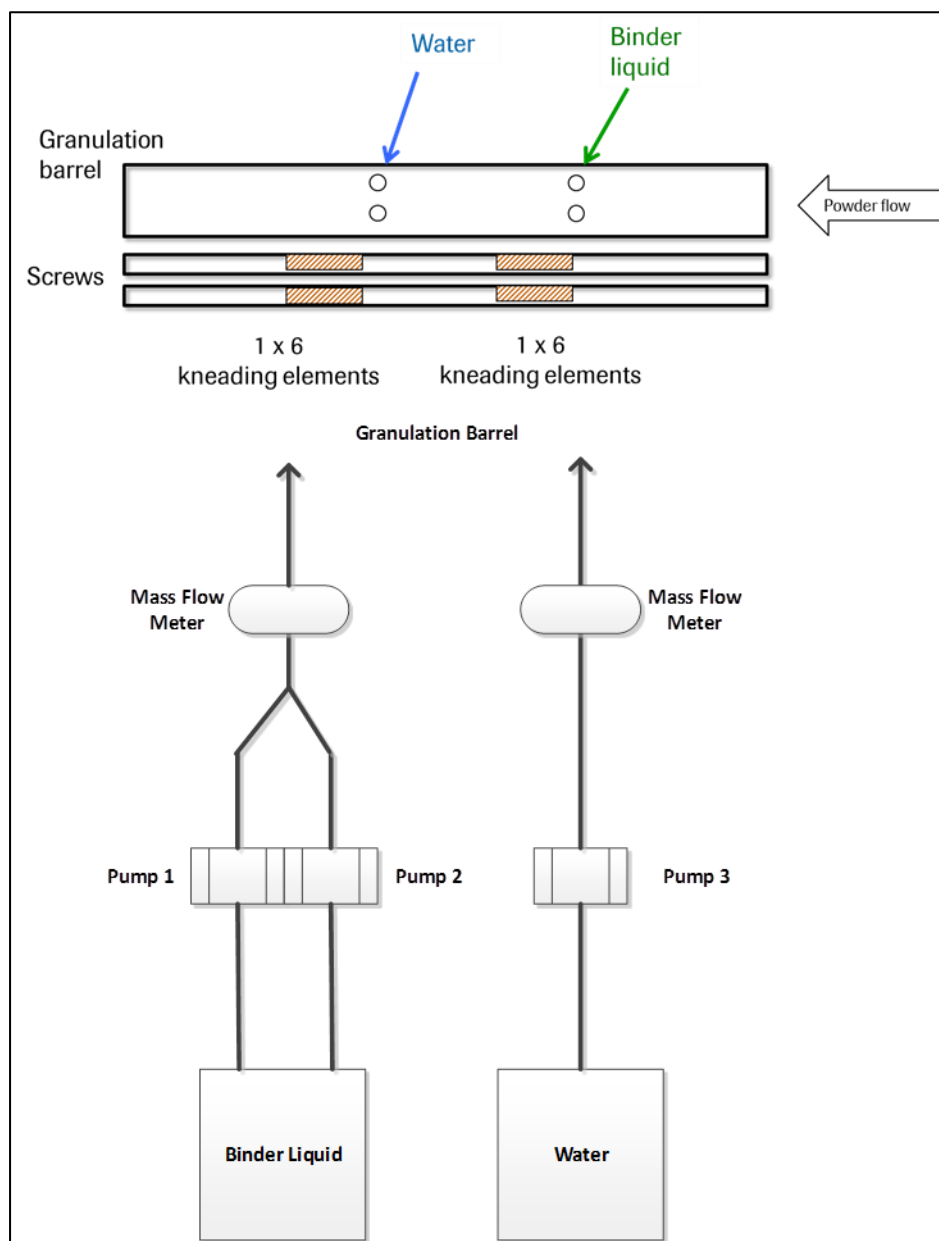 Water
Binder
liquid
Granulation
barrel
Powder flow
Screws
1 x 6
kneading elements
1 x 6
kneading elements
Granulation Barrel
Mass Flow
Meter
Mass Flow
Meter
Pump 1
Pump 2
Pump 3
Binder Liquid
Water